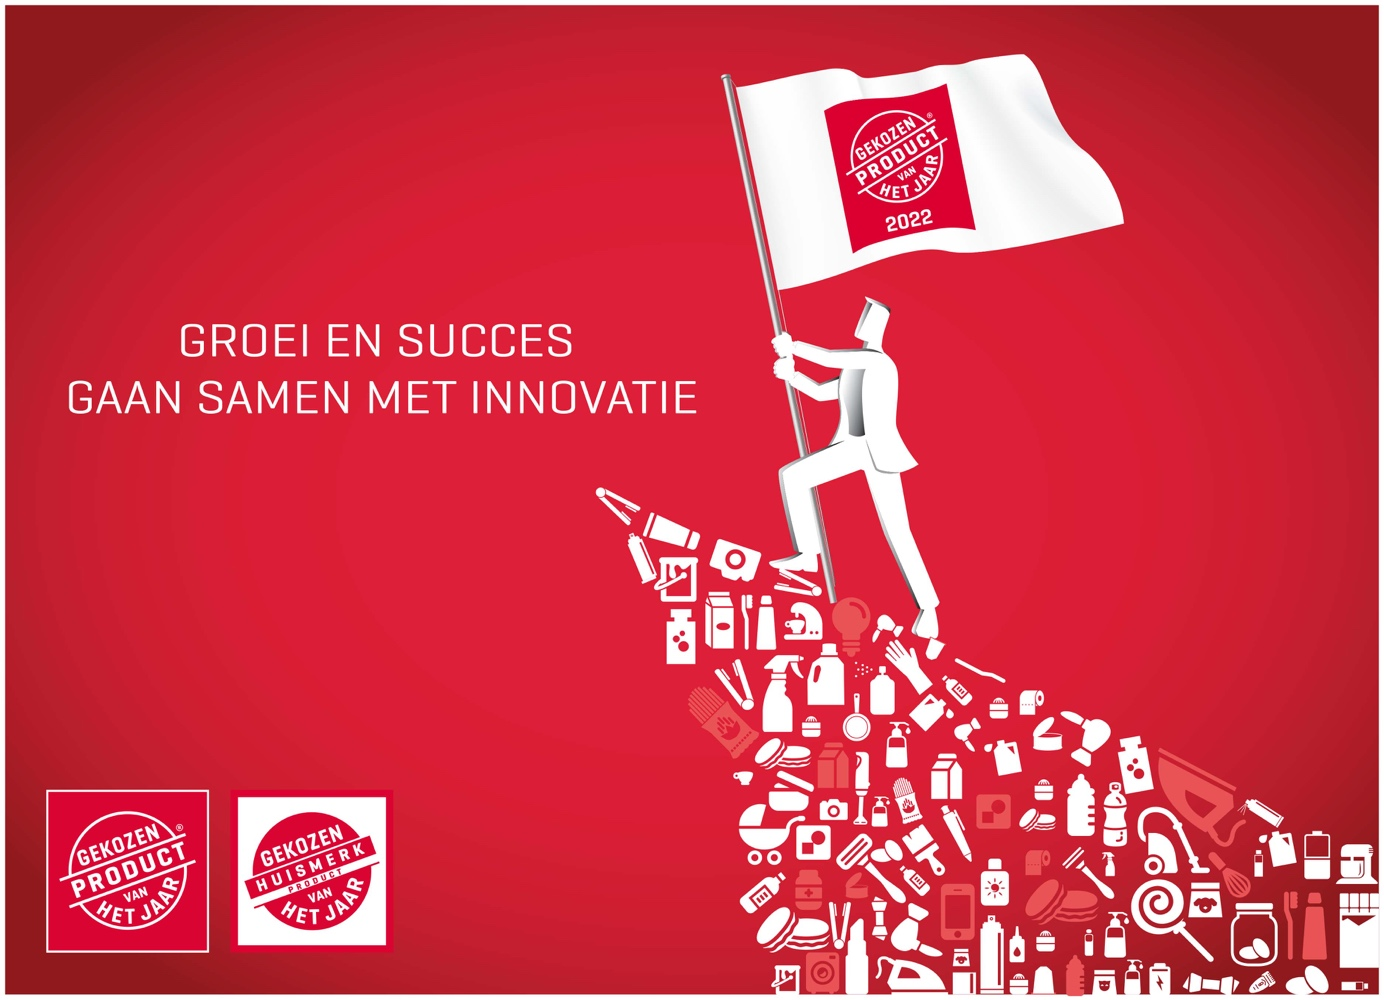 GEKOZEN ®
PRODUCT
VAN
HET JAAR
2022
GROEI EN SUCCES
GAAN SAMEN MET INNOVATIE
GEKOZEN ®
PRODUCT
VAN
HET JAAR
GEKOZEN
HUISMERK
PRODUCT
VAN
HET JAAR